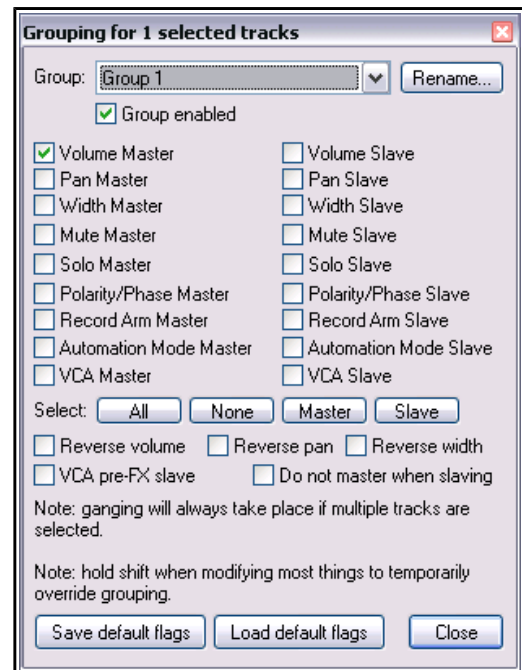 Grouping for 1 selected tracks
Group: Group 1 Rename...
Group enabled
Volume Master Volume Slave
Pan Master Pan Slave
Width Master Width Slave
Mute Master Mute Slave
Solo Master Solo Slave
Polarity/Phase Master Polarity/Phase Slave
Record Arm Master Record Arm Slave
Automation Mode Master Automation Mode Slave
VCA Master VCA Slave
Select: All None Master Slave
Reverse volume Reverse pan Reverse width
VCA pre-FX slave Do not master when slaving
Note: ganging will always take place if multiple tracks are
selected.
Note: hold shift when modifying most things to temporarily
override grouping.
Save default flags Load default flags Close